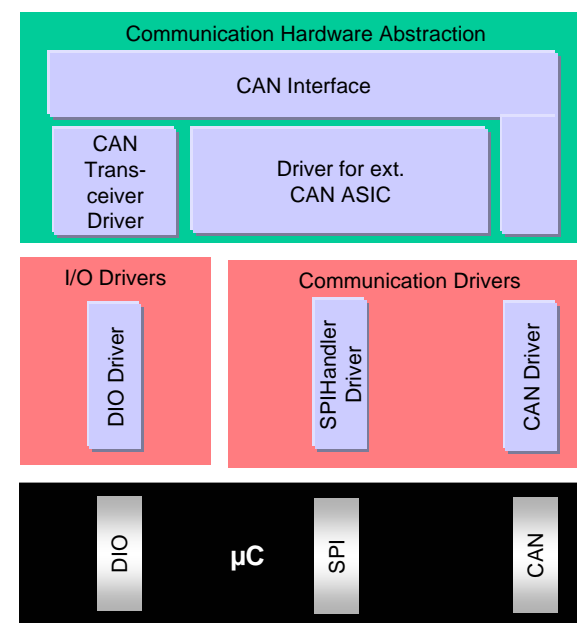 Communication Hardware Abstraction
CAN Interface
CAN
Trans-
ceiver
Driver
Driver for ext.
CAN ASIC
I/O Drivers
Communication Drivers
DIO Driver
SPIHandler
Driver
CAN Driver
DIO
µC
SPI
CAN